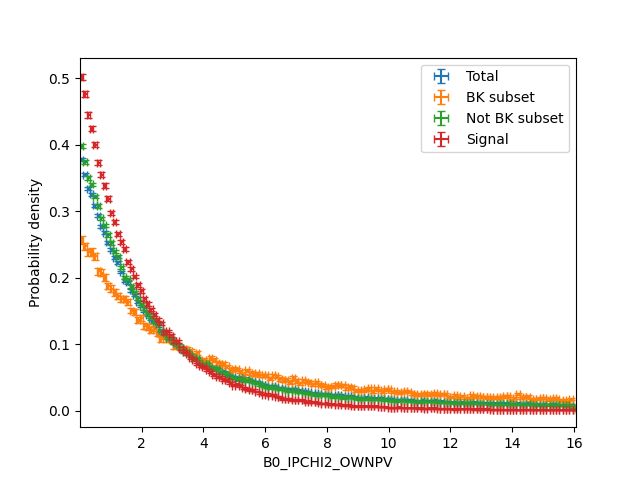 Total
BK subset
Not BK subset
Signal
0.5
0.4
0.3
0.2
0.1
0.0
Probability density
2 4 6 8 10 12 14 16
B0_IPCHI2_OWNPV